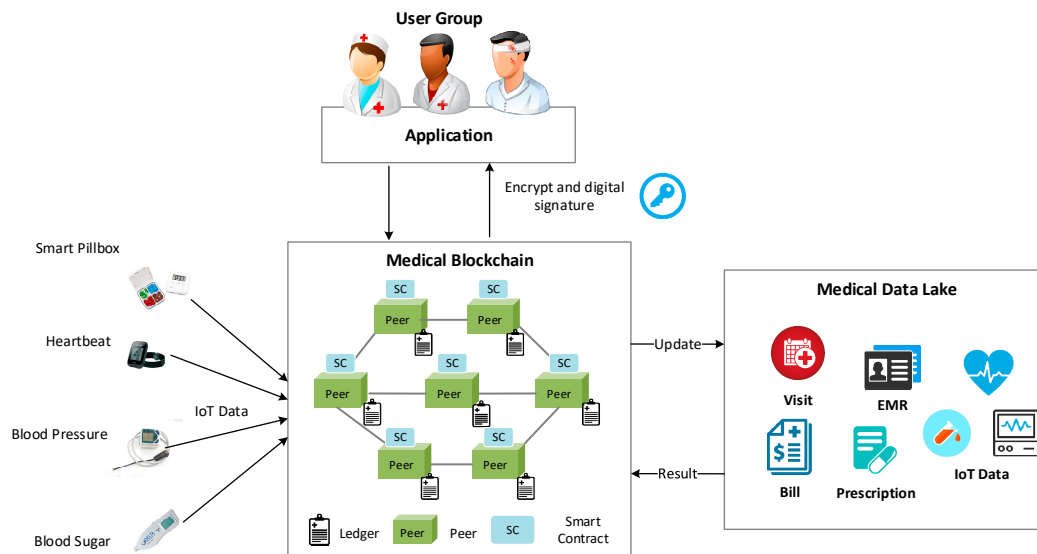 User Group
Application
Encrypt and digital
signature
Smart Pillbox
Heartbeat
IoT Data
Blood Pressure
Blood Sugar
Medical Blockchain
SC
SC
Peer
Peer
SC
SC
SC
Peer
Peer
Peer
SC
SC
Peer
Peer
Ledger
Peer
Peer
SC
Smart
Contract
Update
Result
Medical Data Lake
Visit
EMR
Bill
Prescription
IoT Data